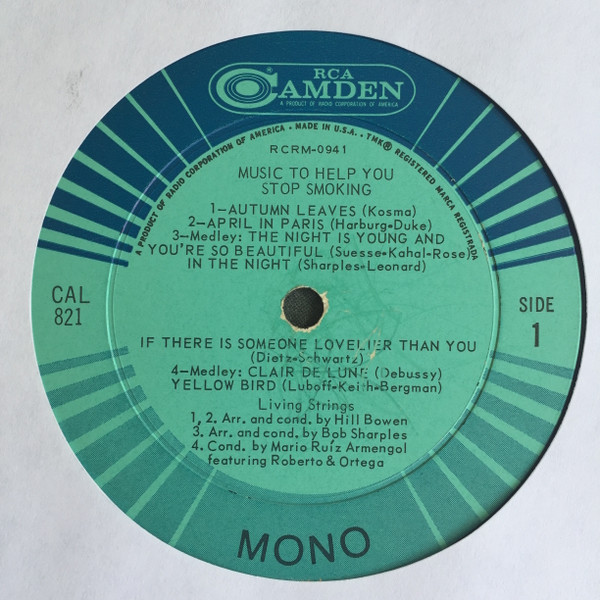 RCA
CAMDEN
A PRODUCT OF RADIO CORPORATION OF AMERICA
A PRODUCT OF RADIO CORPORATION OF AMERICA • MADE IN U.S.A. • TMK® REGISTERED MARCA REGISTRADA
RCRM-0941
MUSIC TO HELP YOU
STOP SMOKING
1—AUTUMN LEAVES (Kosma)
2—APRIL IN PARIS (Harburg-Duke)
3—Medley: THE NIGHT IS YOUNG AND
YOU'RE SO BEAUTIFUL (Suesse-Kahal-Rose)
IN THE NIGHT (Sharples-Leonard)
CAL
821
SIDE
1
IF THERE IS SOMEONE LOVELIER THAN YOU
(Dietz-Schwartz)
4—Medley: CLAIR DE LUNE (Debussy)
YELLOW BIRD (Luboff-Keith-Bergman)
Living Strings
1, 2. Arr. and cond. by Hill Bowen
3. Arr. and cond. by Bob Sharples
4. Cond. by Mario Ruíz Armengol
featuring Roberto & Ortega
MONO